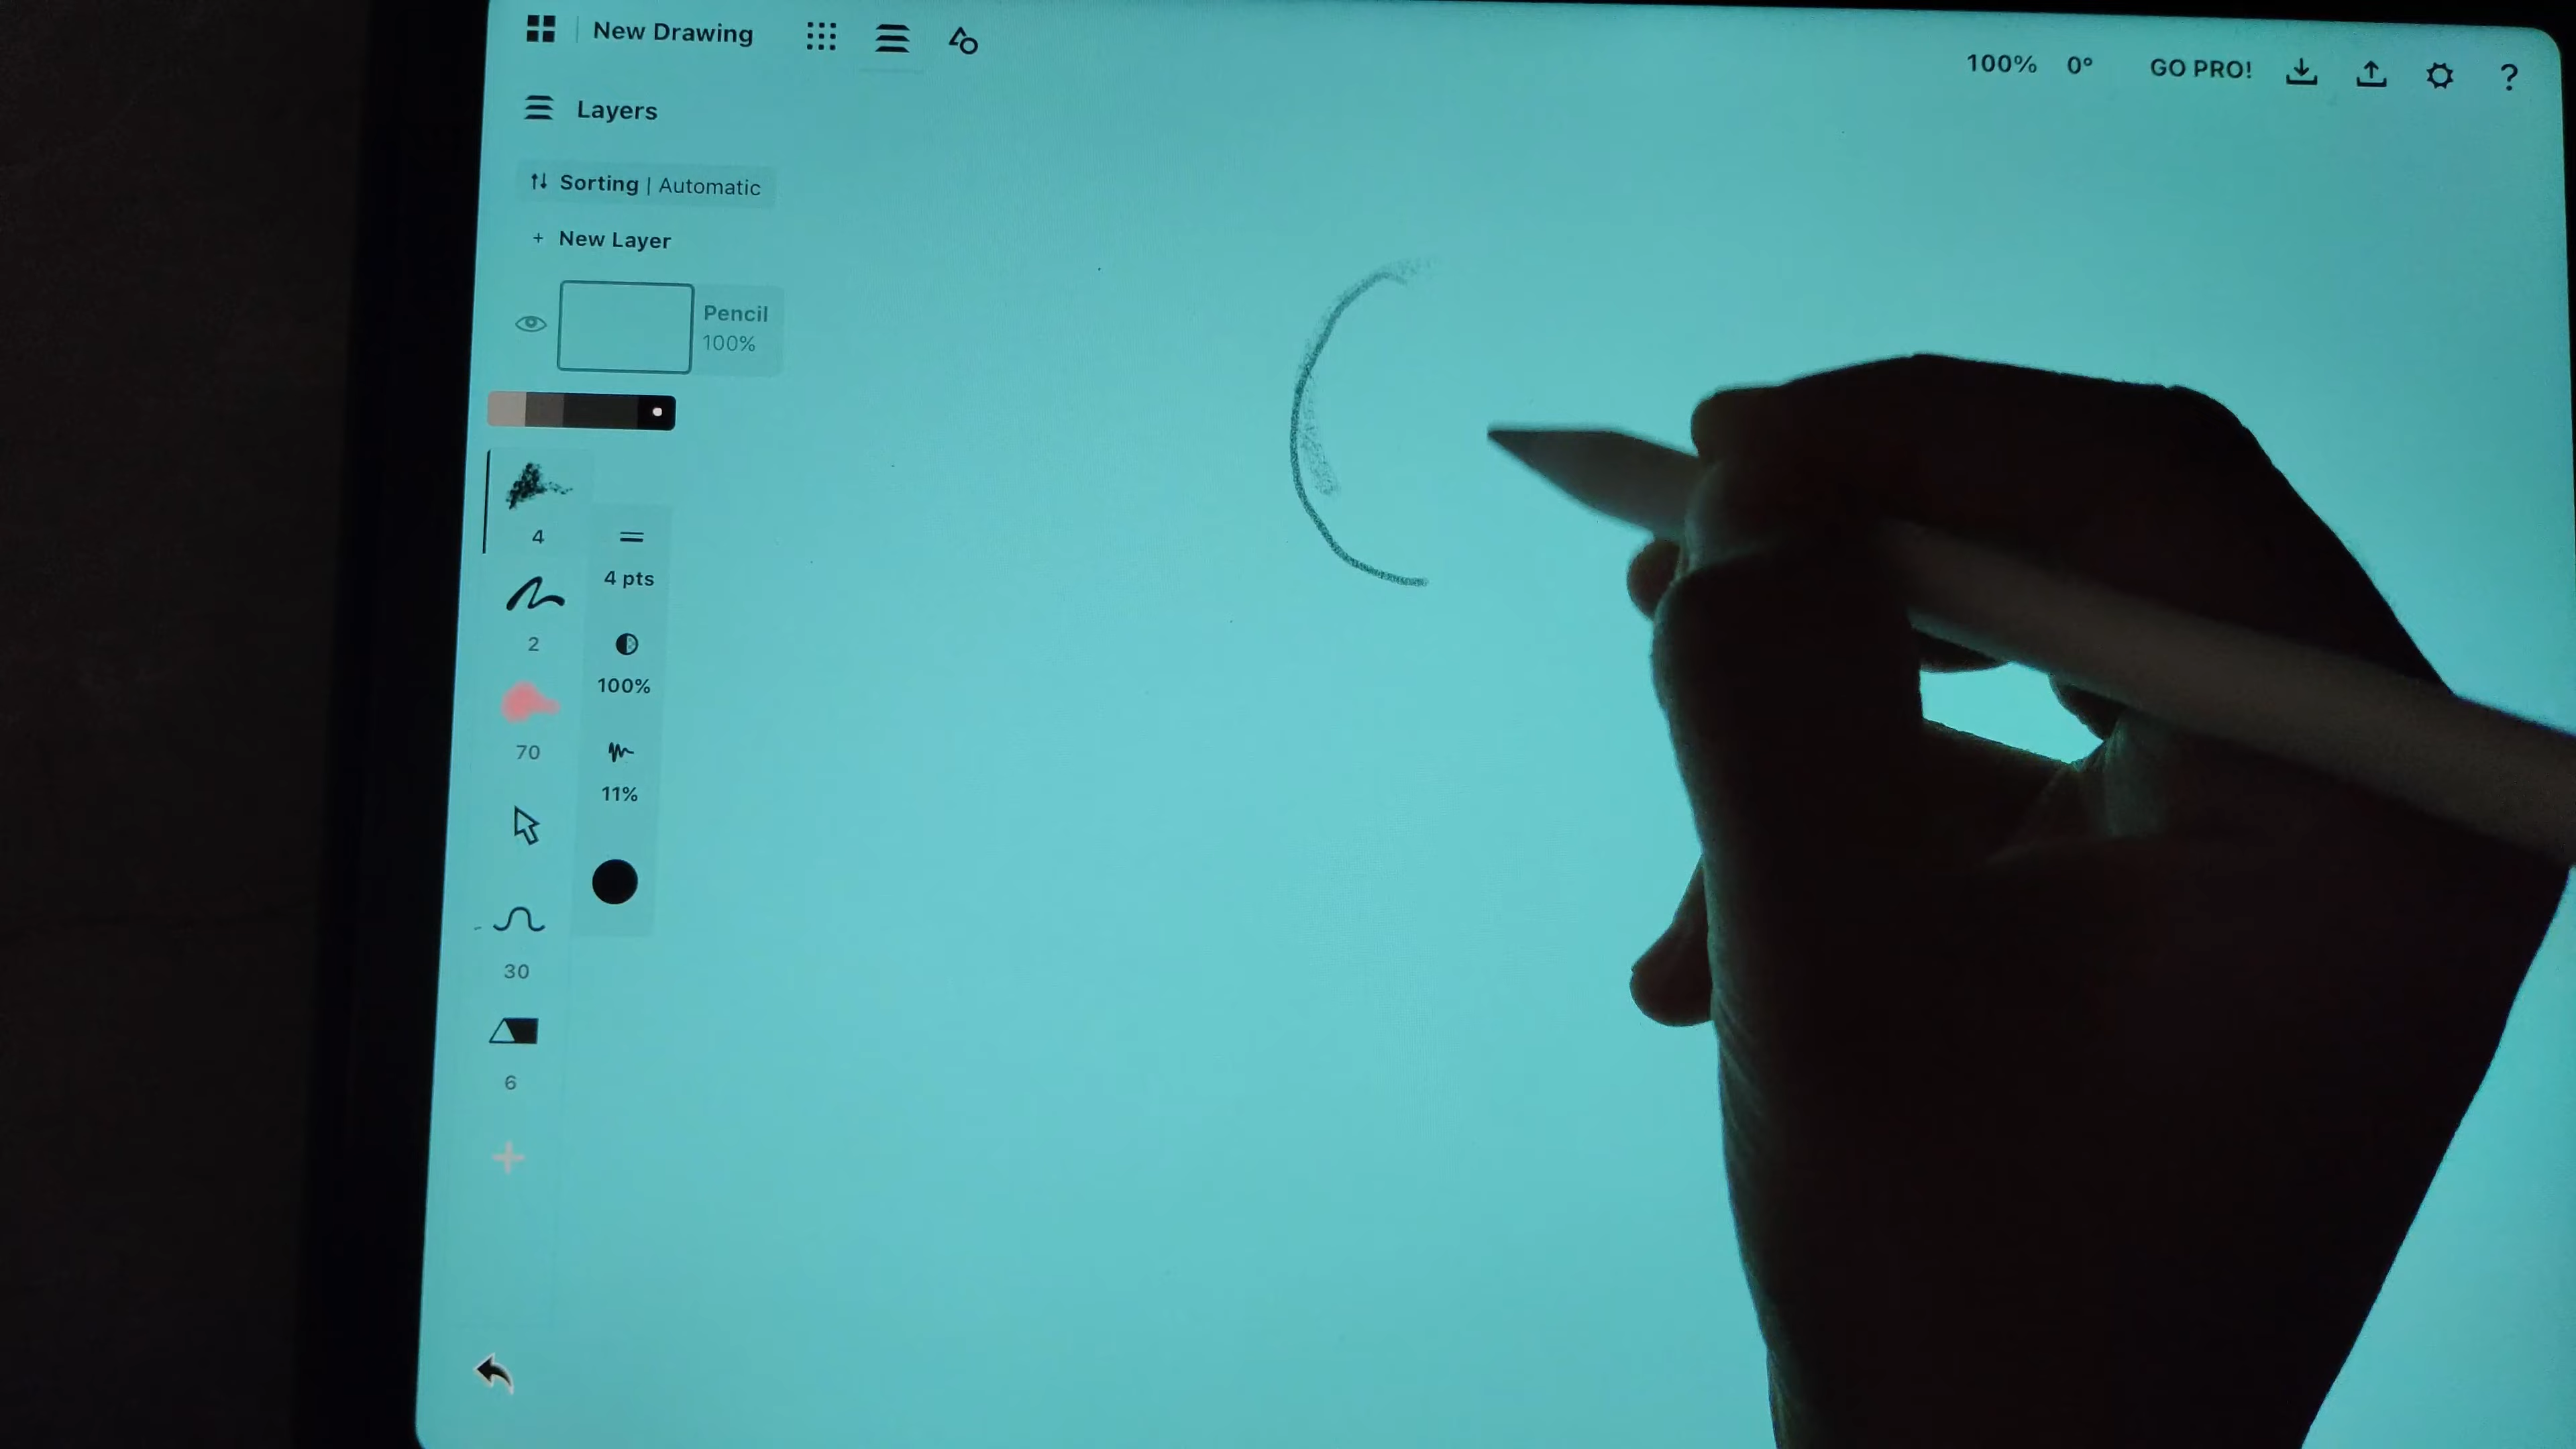 New Drawing
100% 0° GO PRO! ?
Layers
Sorting | Automatic
+ New Layer
Pencil
100%
4
4 pts
2
100%
70
11%
30
6